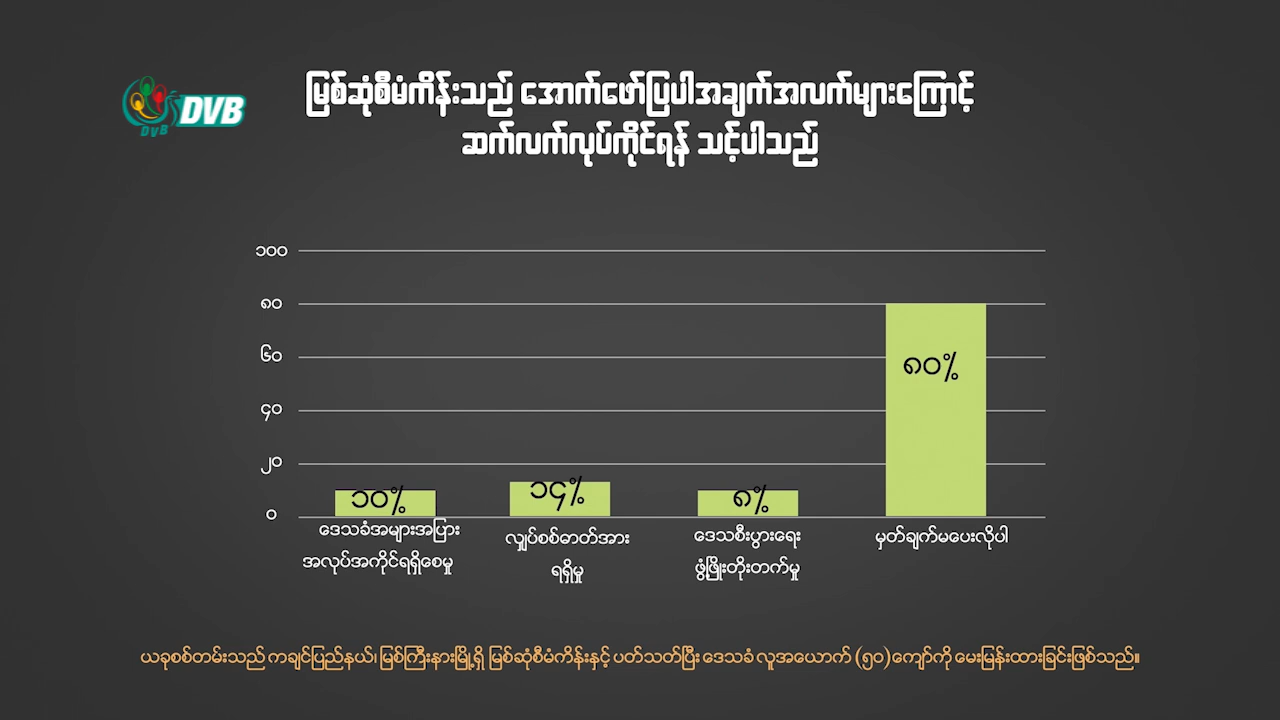 DVB
DVB
မြစ်ဆုံစီမံကိန်းသည် အောက်ဖော်ပြပါအချက်အလက်များကြောင့်
ဆက်လက်လုပ်ကိုင်ရန် သင့်ပါသည်
၁၀၀
၈၀
၆၀
၄၀
၂၀
၀
၁၀%
၁၄%
၈%
၈၀%
ဒေသခံအများအပြား
အလုပ်အကိုင်ရရှိစေမှု
လျှပ်စစ်ဓာတ်အား
ရရှိမှု
ဒေသစီးပွားရေး
ဖွံ့ဖြိုးတိုးတက်မှု
မှတ်ချက်မပေးလိုပါ
ယခုစစ်တမ်းသည် ကချင်ပြည်နယ်၊ မြစ်ကြီးနားမြို့ရှိ မြစ်ဆုံစီမံကိန်းနှင့် ပတ်သတ်ပြီး ဒေသခံ လူအယောက် (၅၀)ကျော်ကို မေးမြန်းထားခြင်းဖြစ်သည်။